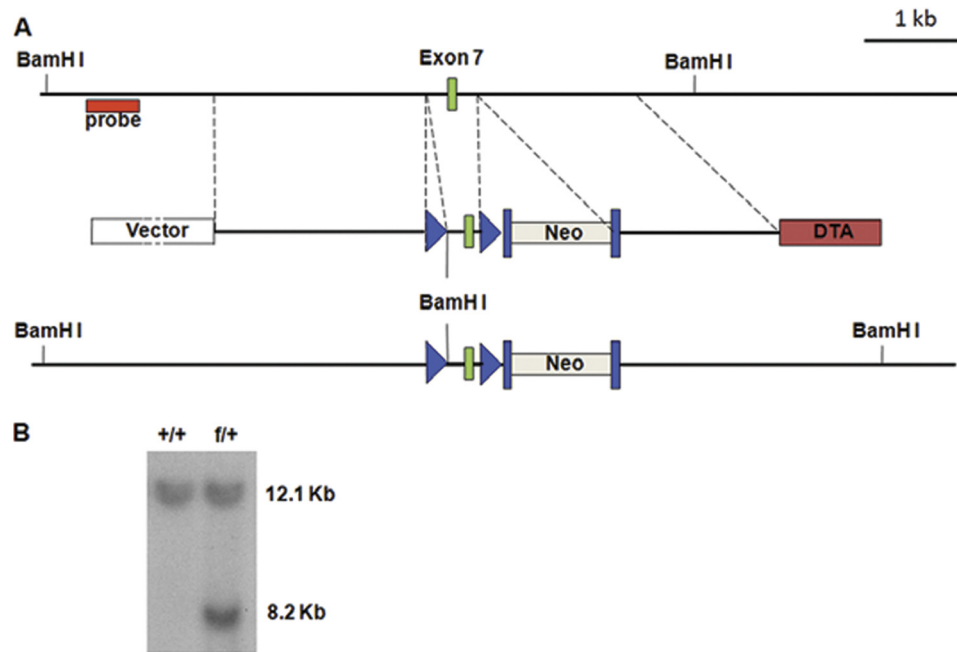 A
1 kb
BamH I
Exon 7
BamH I
probe
Vector
Neo
DTA
BamH I
BamH I
BamH I
Neo
B
+/+
f/+
12.1 Kb
8.2 Kb